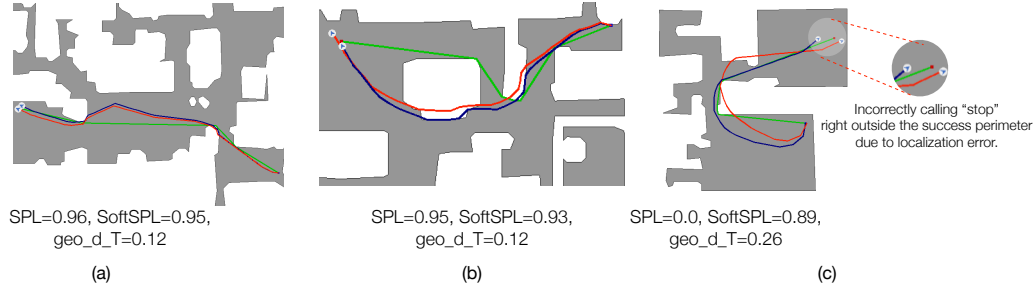 Incorrectly calling “stop”
right outside the success perimeter
due to localization error.
SPL=0.96, SoftSPL=0.95,
geo_d_T=0.12
SPL=0.95, SoftSPL=0.93,
geo_d_T=0.12
SPL=0.0, SoftSPL=0.89,
geo_d_T=0.26
(a)
(b)
(c)